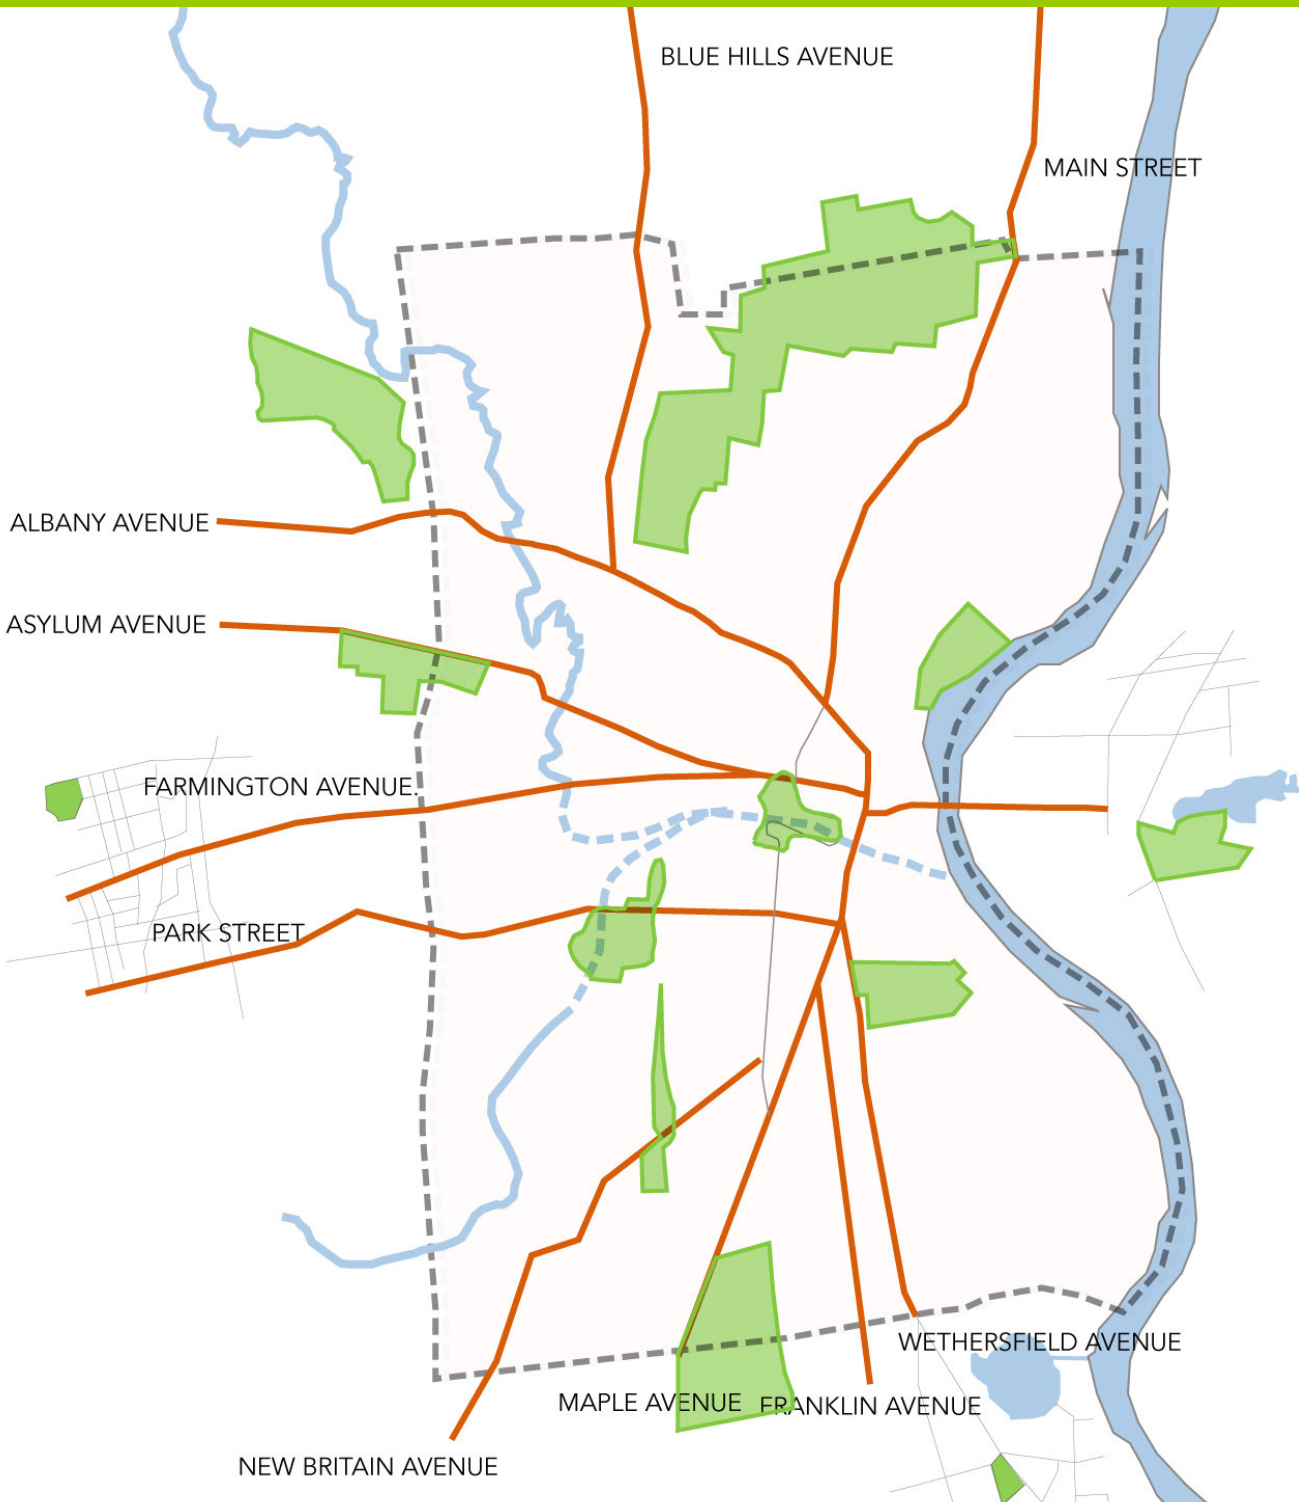 BLUE HILLS AVENUE
MAIN STREET
ALBANY AVENUE
ASYLUM AVENUE
FARMINGTON AVENUE.
PARK STREET
WETHERSFIELD AVENUE
MAPLE AVENUE
FRANKLIN AVENUE
NEW BRITAIN AVENUE